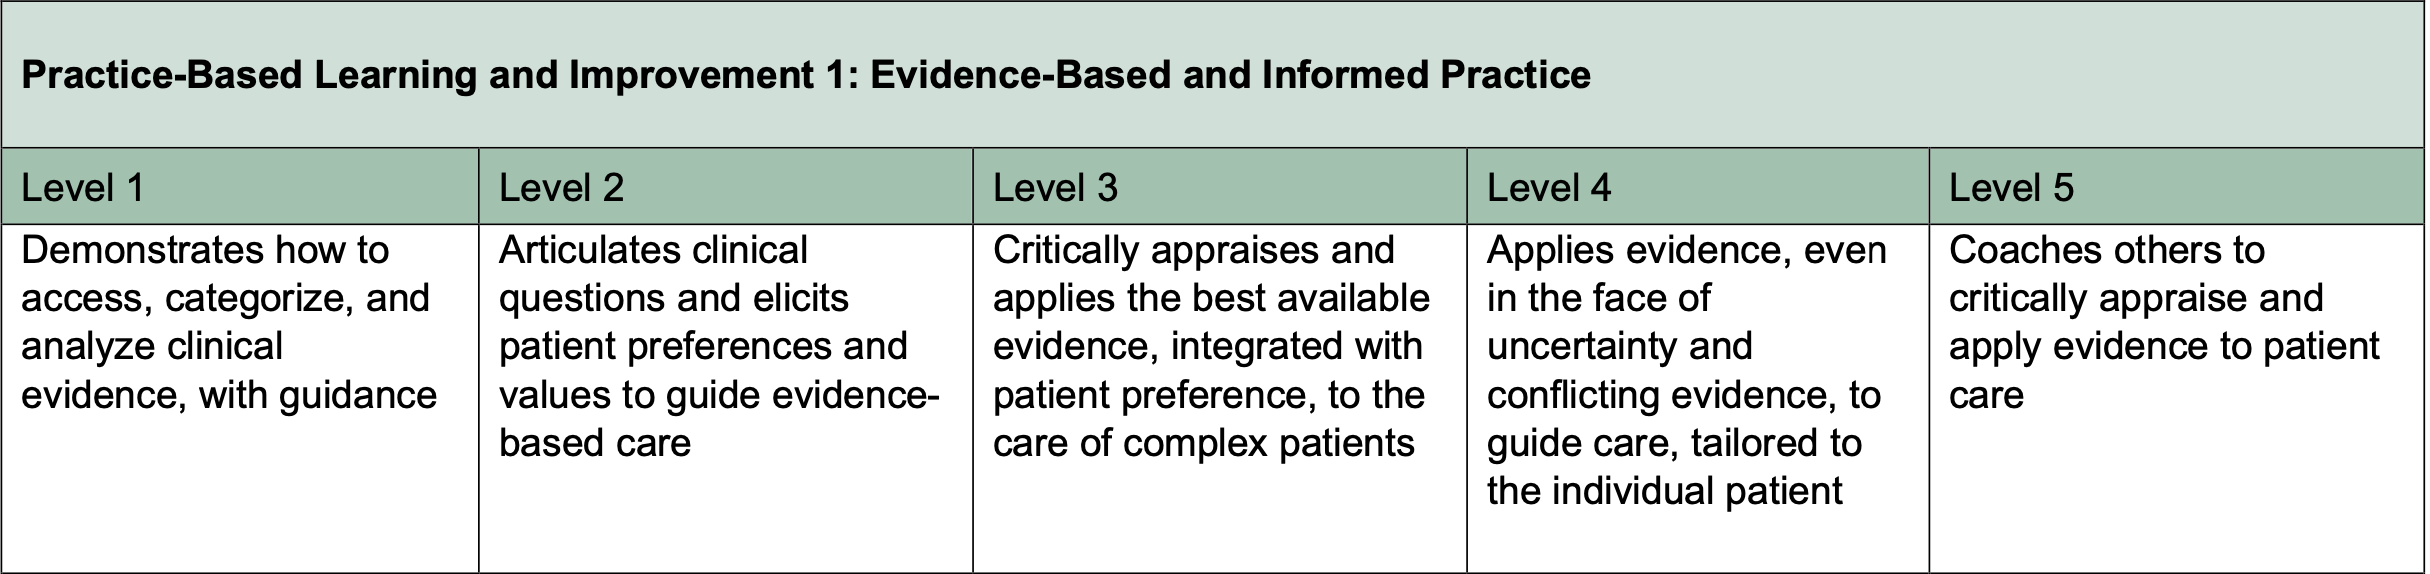 Practice-Based Learning and Improvement 1: Evidence-Based and Informed Practice
Level 1
Level 2
Level 3
Level 4
Level 5
Demonstrates how to
access, categorize, and
analyze clinical
evidence, with guidance
Articulates clinical
questions and elicits
patient preferences and
values to guide evidence-
based care
Critically appraises and
applies the best available
evidence, integrated with
patient preference, to the
care of complex patients
Applies evidence, even
in the face of
uncertainty and
conflicting evidence, to
guide care, tailored to
the individual patient
Coaches others to
critically appraise and
apply evidence to patient
care